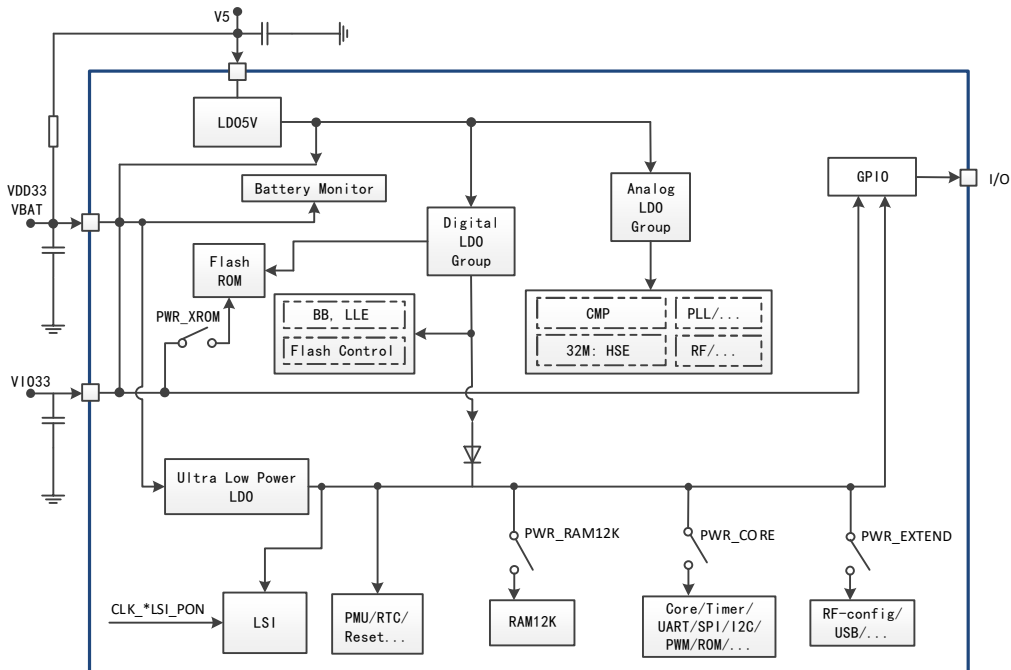 V5
LDO5V
GPIO
I/O
Battery Monitor
VDD33
VBAT
Analog
LDO
Group
Digital
LDO
Group
Flash
ROM
PWR_XROM
BB, LLE
Flash Control
CMP
PLL/...
32M: HSE
RF/...
VIO33
Ultra Low Power
LDO
PWR_RAM12K
PWR_CORE
PWR_EXTEND
CLK_*LSI_PON
LSI
PMU/RTC/
Reset...
RAM12K
Core/Timer/
UART/SPI/I2C/
PWM/ROM/...
RF-config/
USB/...